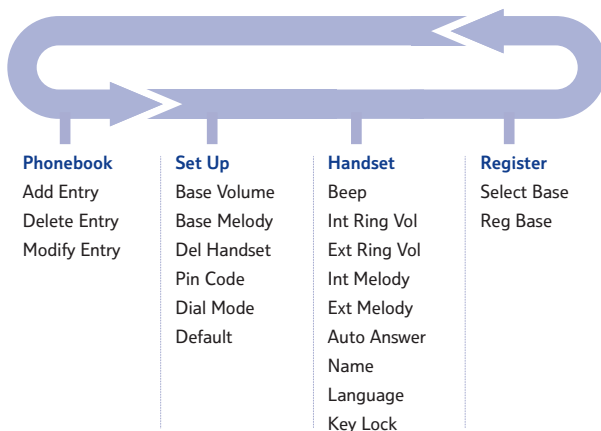 Phonebook
Add Entry
Delete Entry
Modify Entry
Set Up
Base Volume
Base Melody
Del Handset
Pin Code
Dial Mode
Default
Handset
Beep
Int Ring Vol
Ext Ring Vol
Int Melody
Ext Melody
Auto Answer
Name
Language
Key Lock
Register
Select Base
Reg Base